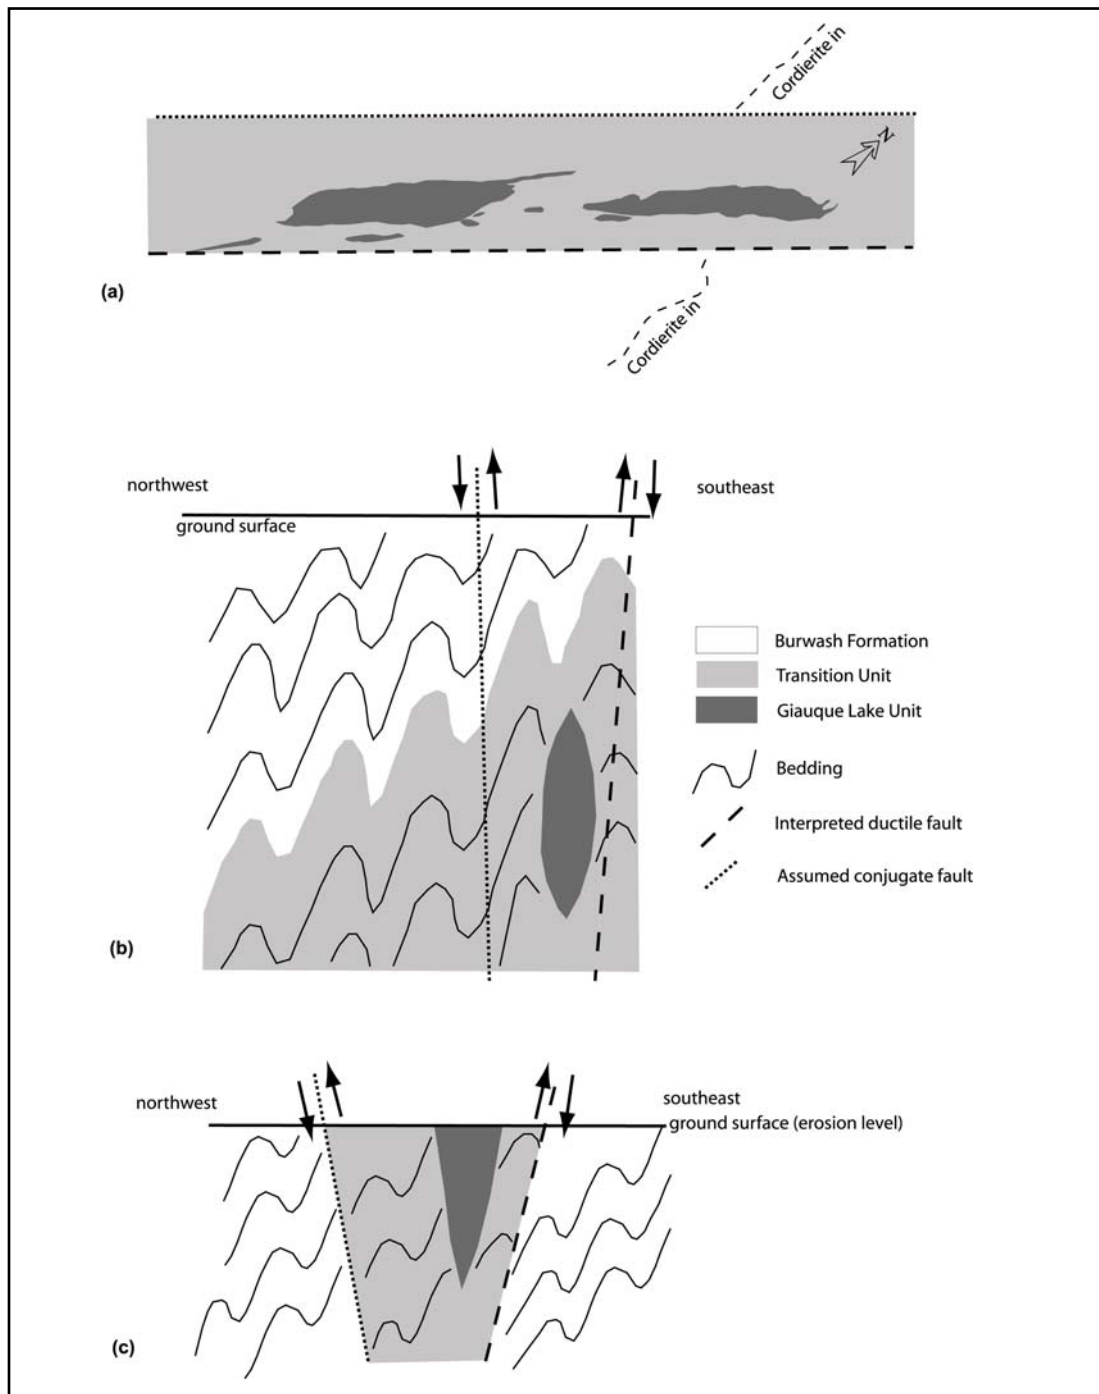 Cordierite in
N
(a)
Cordierite in
northwest
southeast
ground surface
Burwash Formation
Transition Unit
Giauque Lake Unit
Bedding
Interpreted ductile fault
Assumed conjugate fault
(b)
northwest
southeast
ground surface (erosion level)
(c)